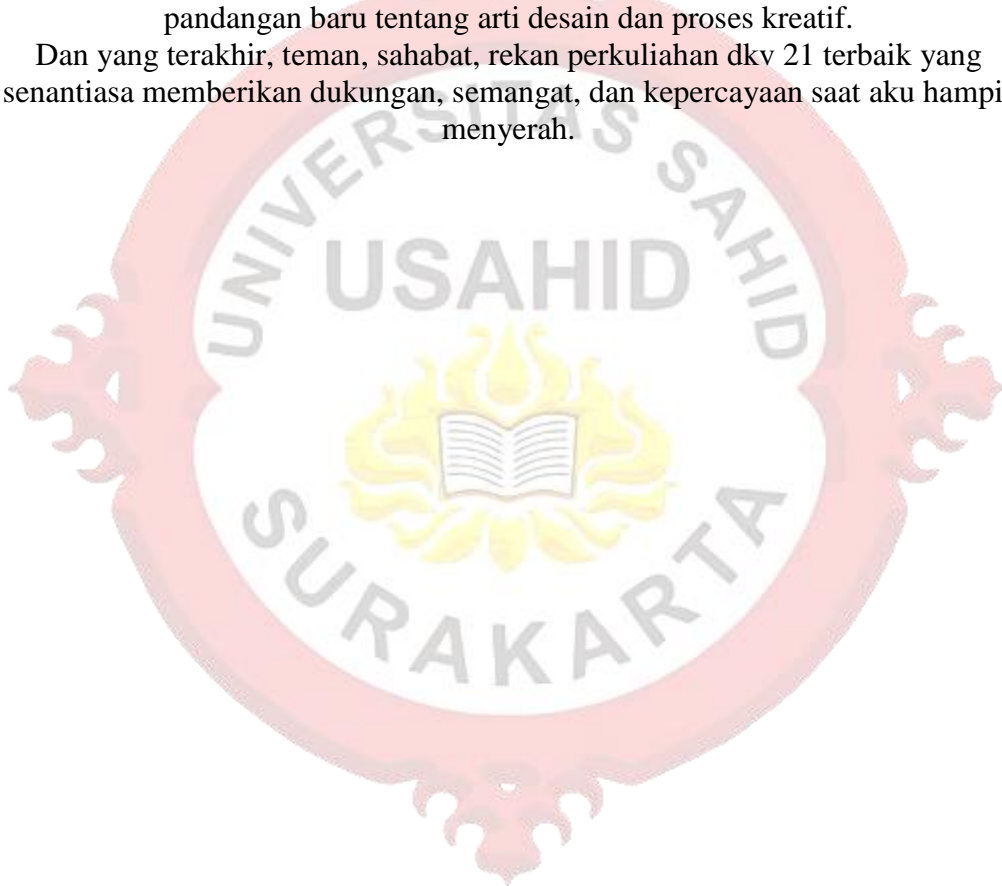 pandangan baru tentang arti desain dan proses kreatif.
Dan yang terakhir, teman, sahabat, rekan perkuliahan dkv 21 terbaik yang
senantiasa memberikan dukungan, semangat, dan kepercayaan saat aku hampi
menyerah.
UNIVERSITAS SAHID
USAHID
SURAKARTA